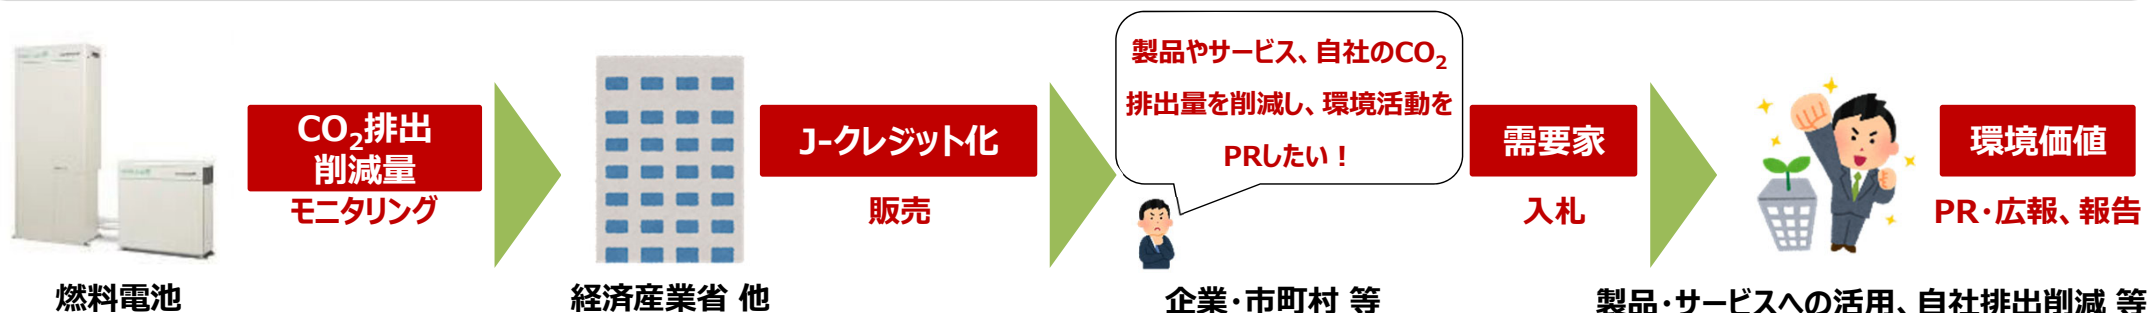 CO₂排出
削減量
モニタリング
燃料電池
J-クレジット化
販売
経済産業省 他
製品やサービス、自社のCO₂
排出量を削減し、環境活動を
PRしたい！
企業・市町村 等
需要家
入札
環境価値
PR・広報、報告
製品・サービスへの活用、自社排出削減 等